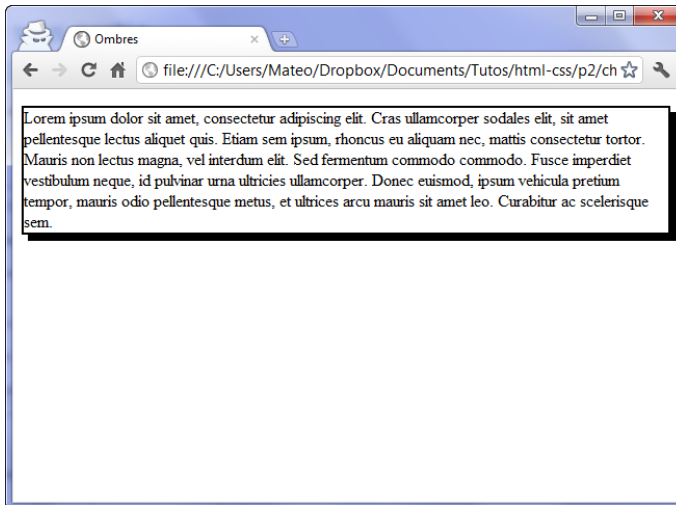 Ombres
file:///C:/Users/Mateo/Dropbox/Documents/Tutos/html-css/p2/ch
Lorem ipsum dolor sit amet, consectetur adipiscing elit. Cras ullamcorper sodales elit, sit amet
pellentesque lectus aliquet quis. Etiam sem ipsum, rhoncus eu aliquam nec, mattis consectetur tortor.
Mauris non lectus magna, vel interdum elit. Sed fermentum commodo commodo. Fusce imperdiet
vestibulum neque, id pulvinar urna ultricies ullamcorper. Donec euismod, ipsum vehicula pretium
tempor, mauris odio pellentesque metus, et ultrices arcu mauris sit amet leo. Curabitur ac scelerisque
sem.